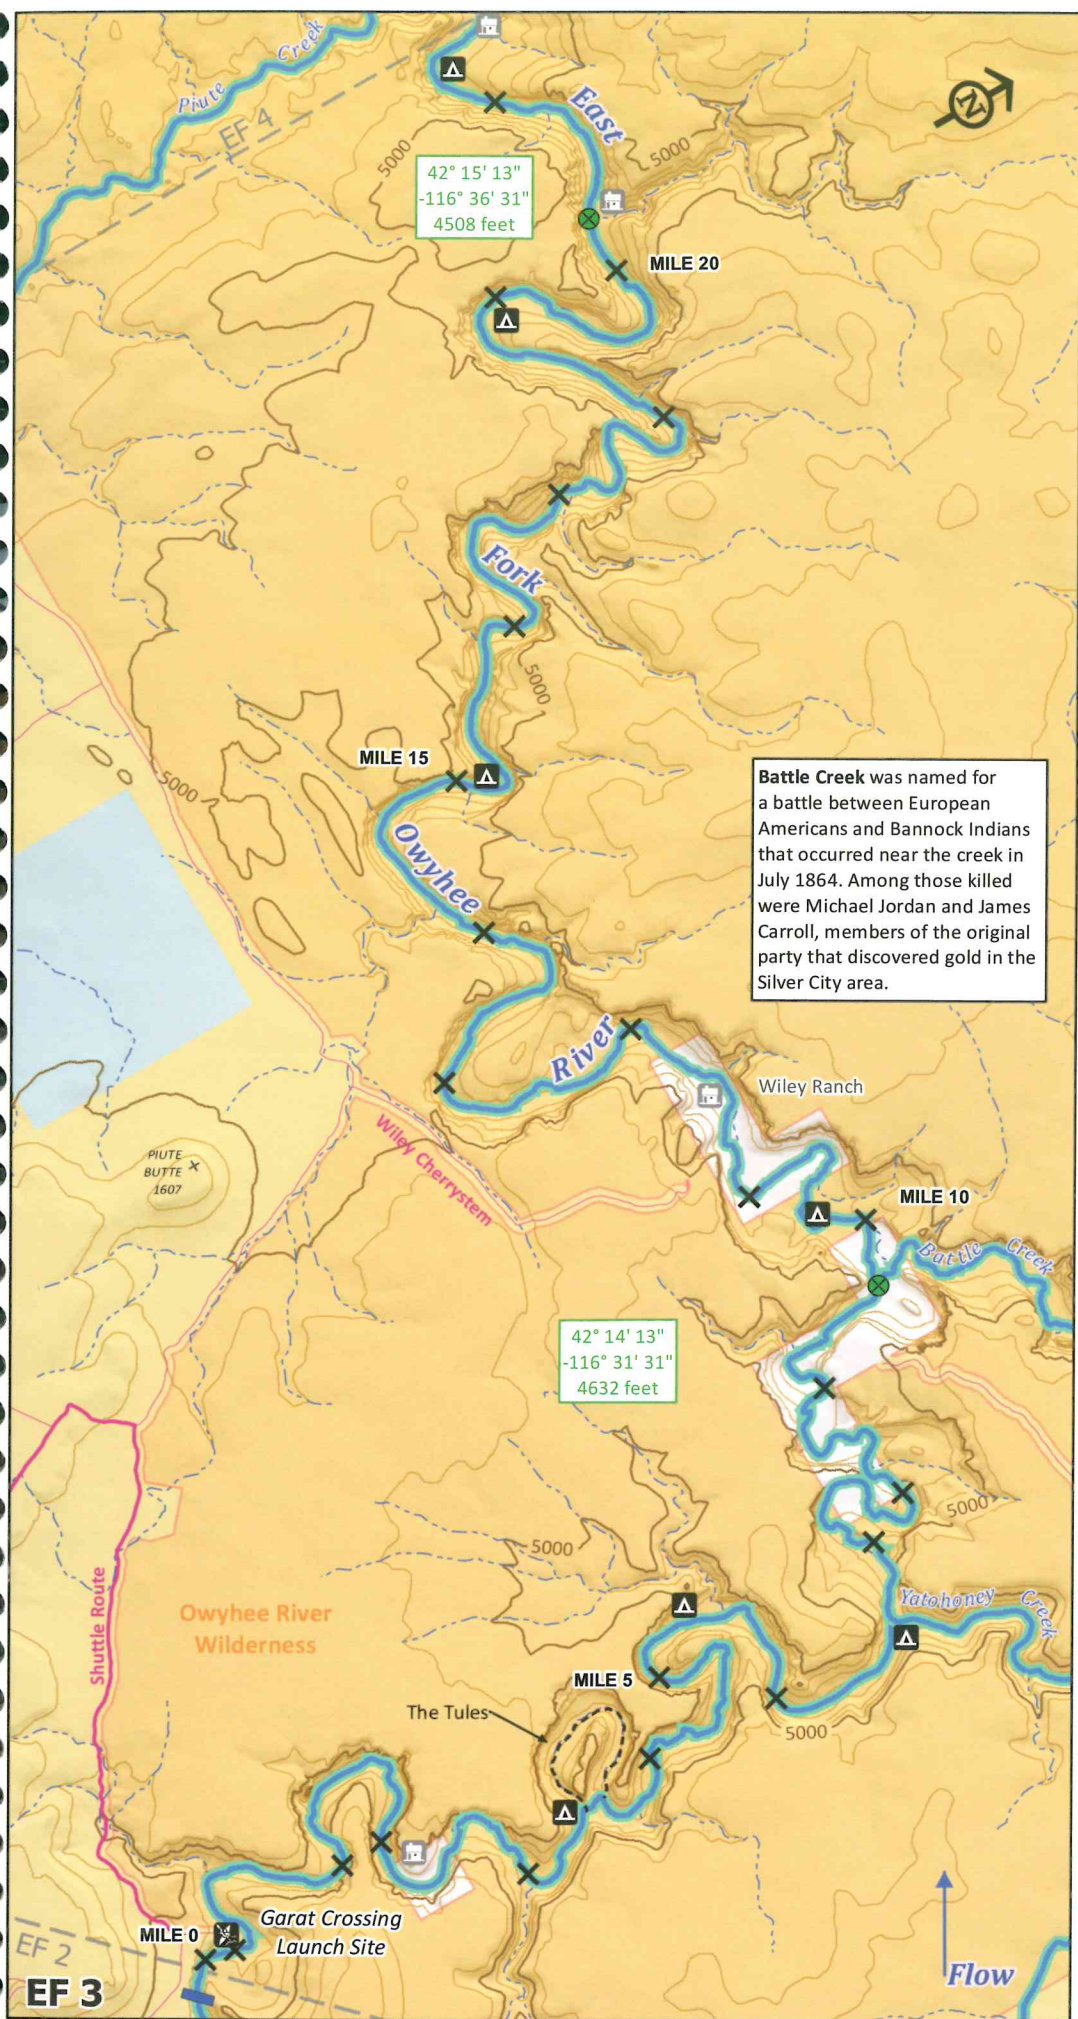 Piute
Creek
EF 4
East
N
5000
5000
42° 15' 13"
-116° 36' 31"
4508 feet
MILE 20
Fork
5000
MILE 15
5000
Owyhee
Battle Creek was named for
a battle between European
Americans and Bannock Indians
that occurred near the creek in
July 1864. Among those killed
were Michael Jordan and James
Carroll, members of the original
party that discovered gold in the
Silver City area.
River
Wiley Ranch
Wiley Cherrystem
PIUTE
BUTTE
1607
MILE 10
Battle
Creek
42° 14' 13"
-116° 31' 31"
4632 feet
5000
5000
Shuttle Route
Owyhee River
Wilderness
Yatohoney
Creek
MILE 5
The Tules
5000
Garat Crossing
Launch Site
MILE 0
EF 2
EF 3
Flow